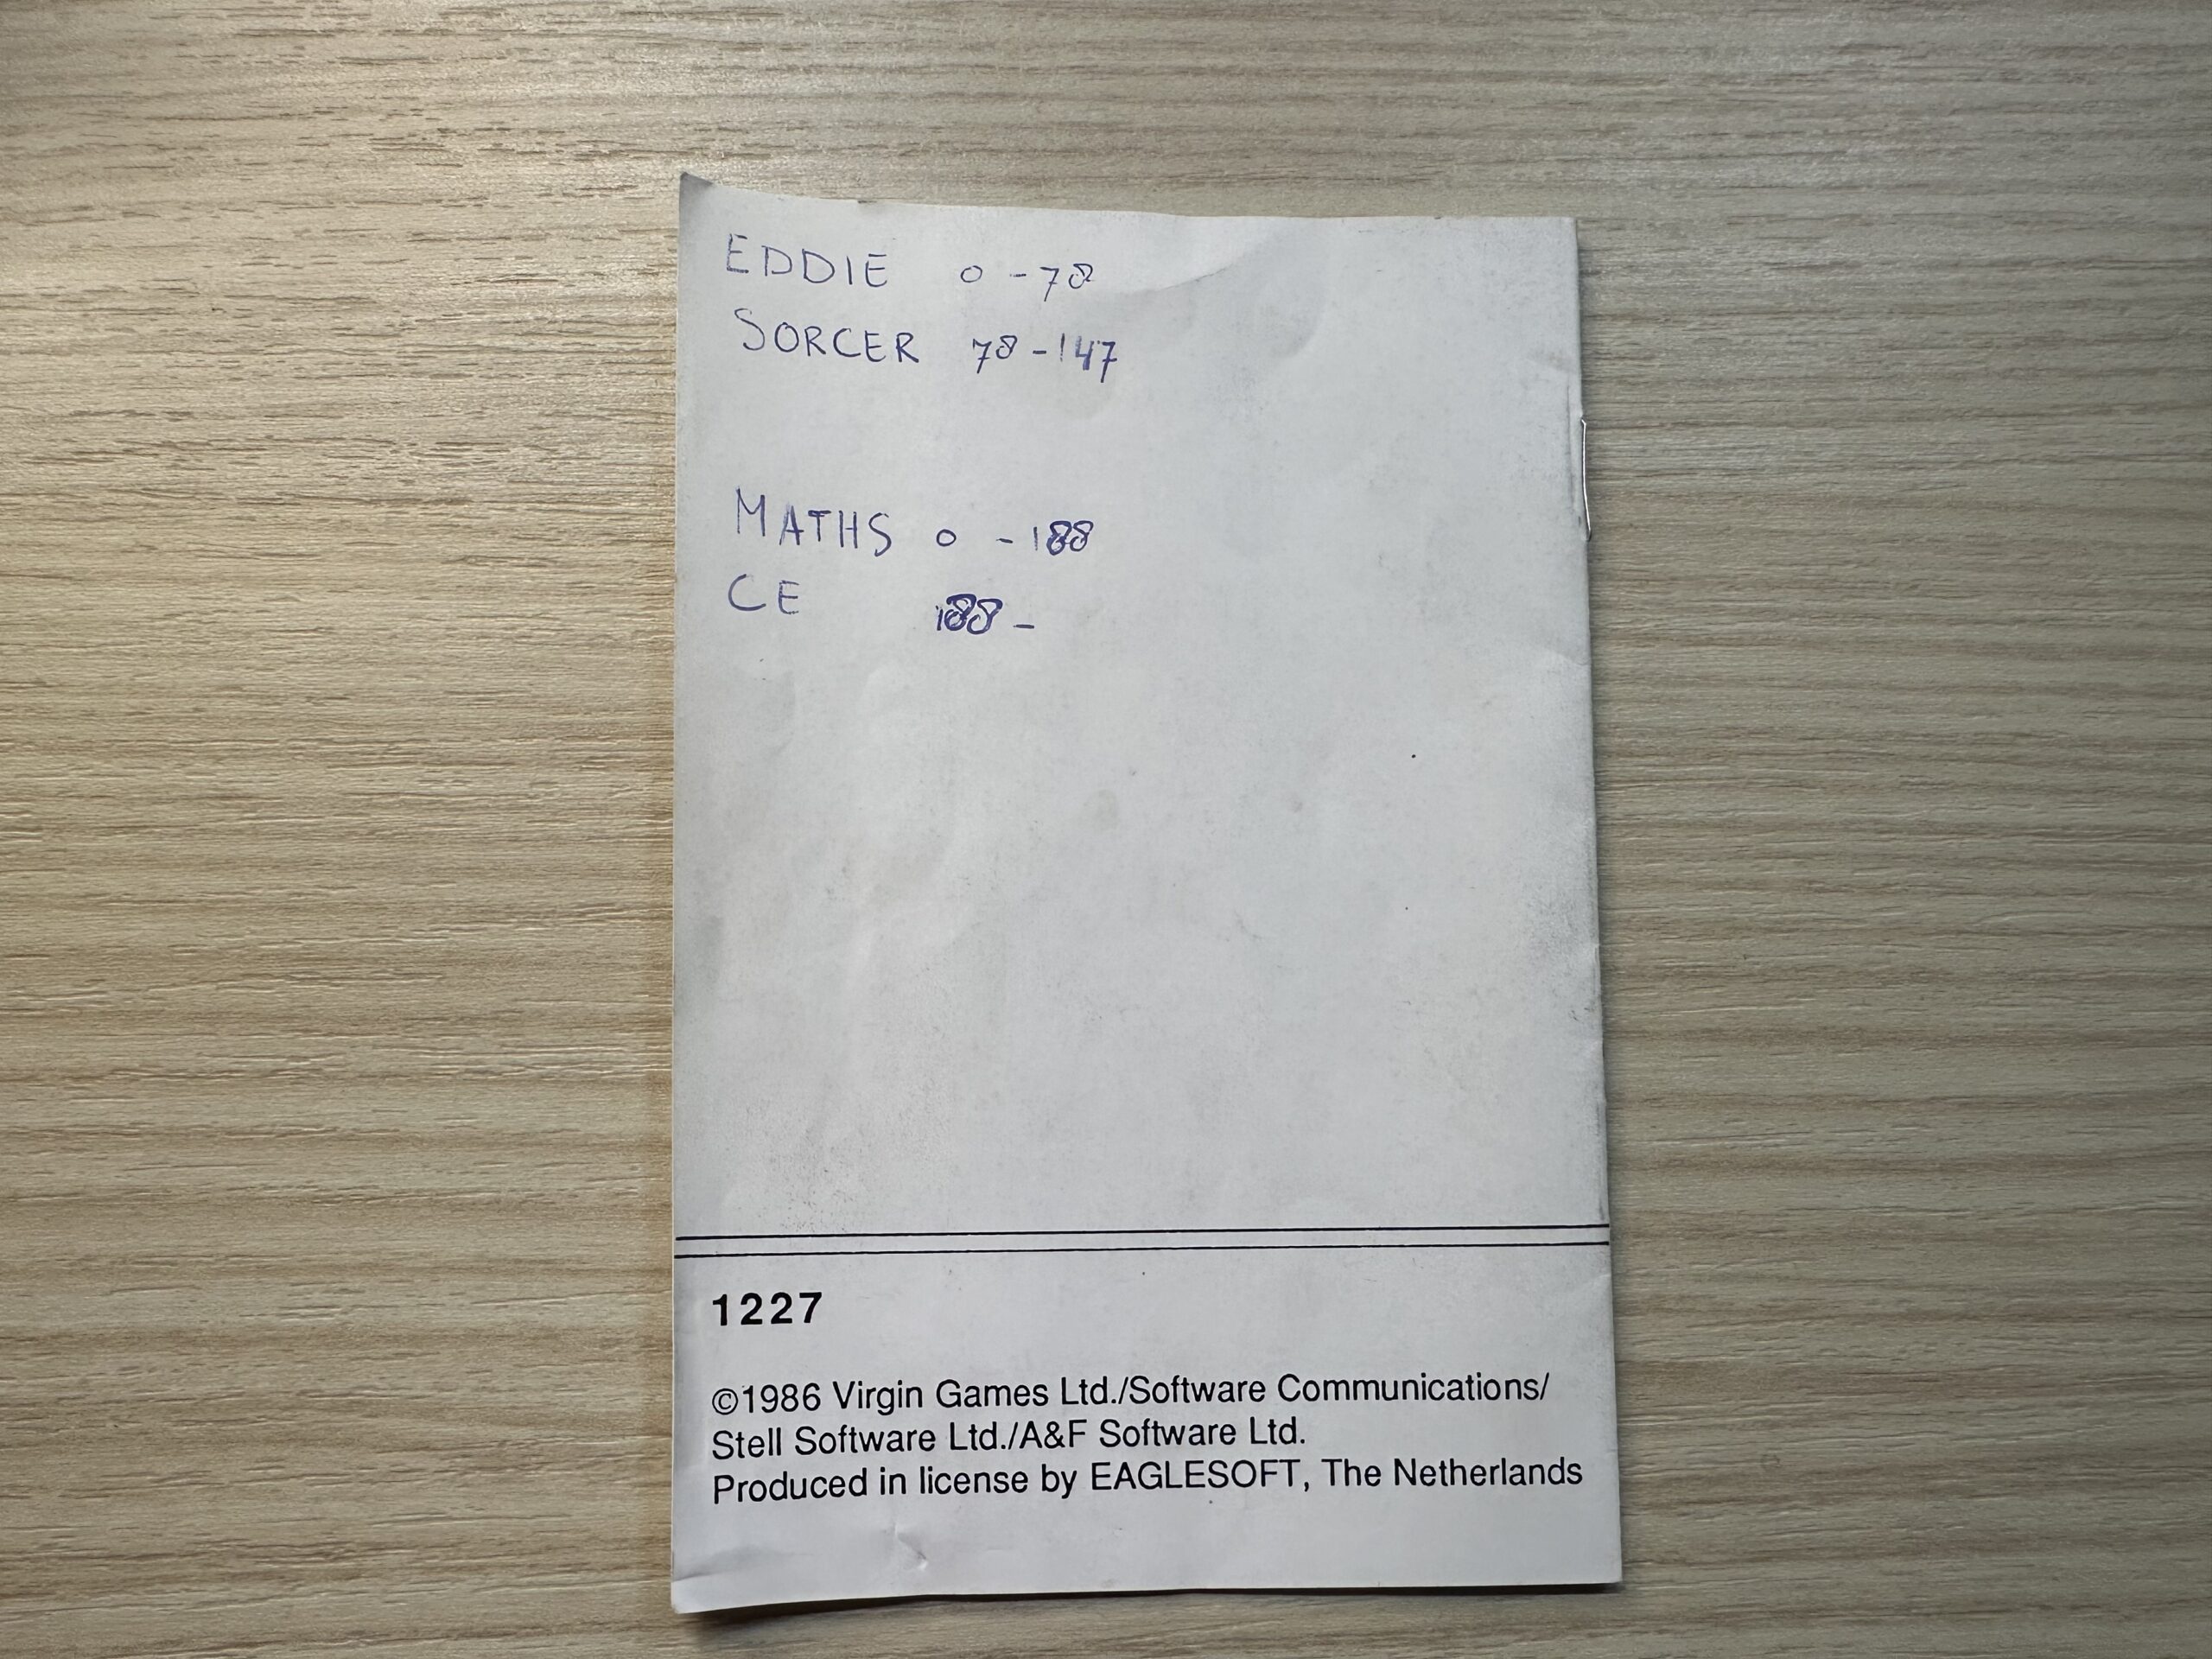 EDDIE 0 - 78
SORCER 78 - 147
MATHS 0 - 188
CE 188 -
1227
©1986 Virgin Games Ltd./Software Communications/
Stell Software Ltd./A&F Software Ltd.
Produced in license by EAGLESOFT, The Netherlands